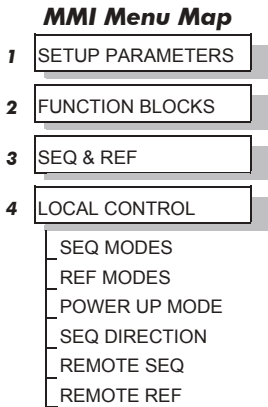 MMI Menu Map
1 SETUP PARAMETERS
2 FUNCTION BLOCKS
3 SEQ & REF
4 LOCAL CONTROL
SEQ MODES
REF MODES
POWER UP MODE
SEQ DIRECTION
REMOTE SEQ
REMOTE REF